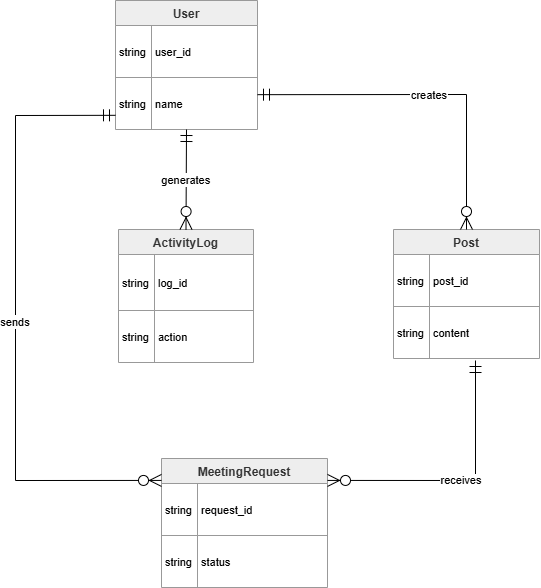 User
string user_id
string name
creates
generates
ActivityLog
string log_id
string action
Post
string post_id
string content
sends
MeetingRequest
string request_id
string status
receives